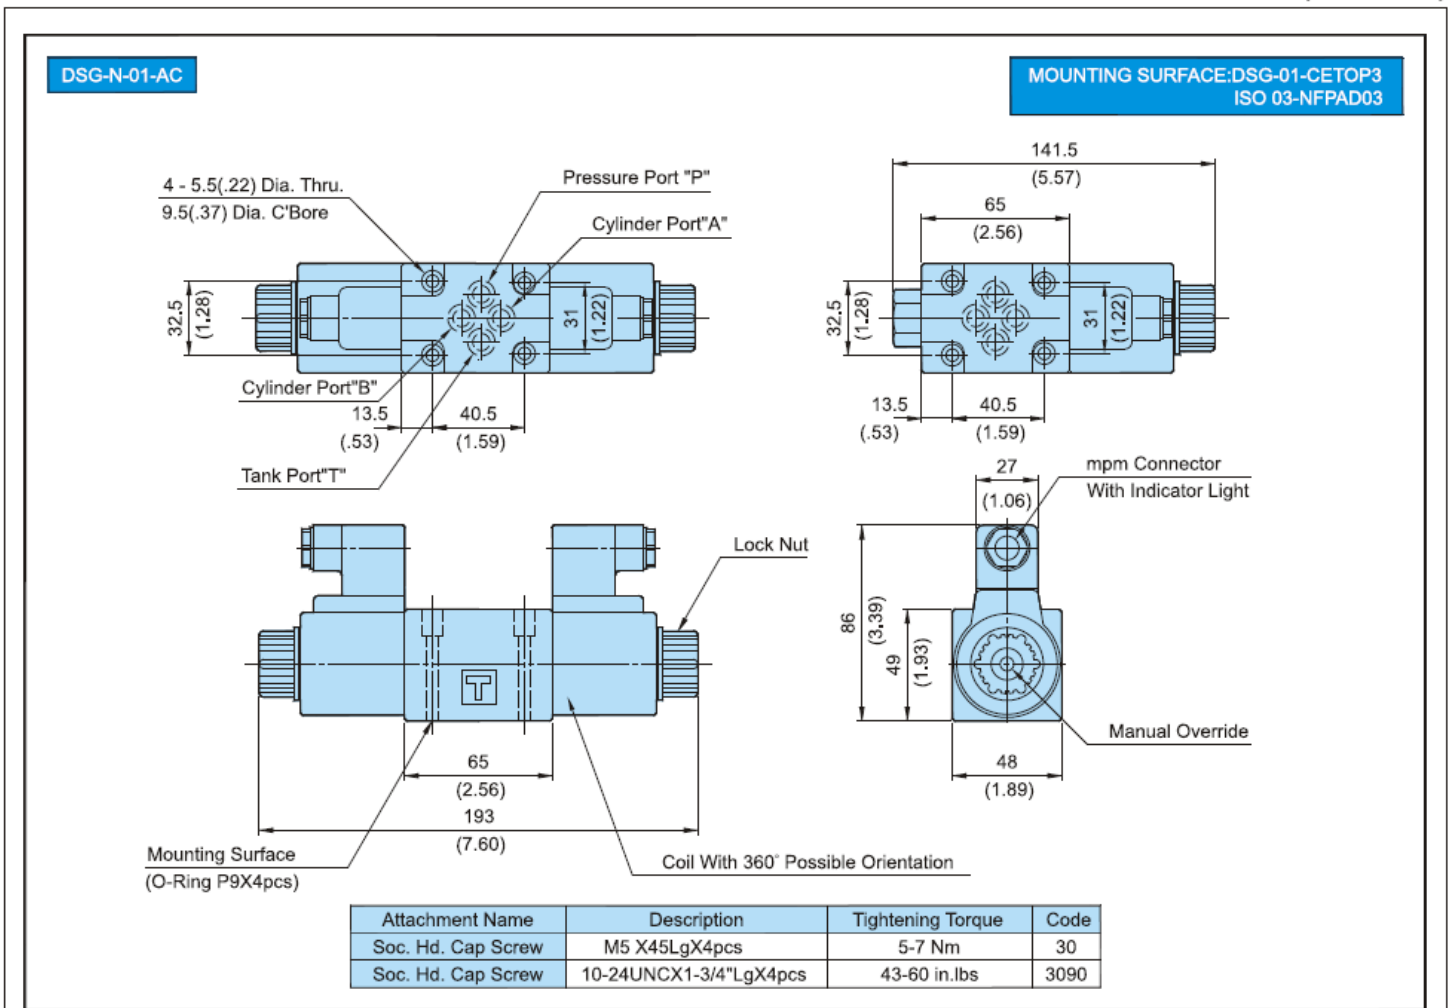 DSG-N-01-AC
MOUNTING SURFACE:DSG-01-CETOP3
ISO 03-NFPAD03
4 - 5.5(.22) Dia. Thru.
9.5(.37) Dia. C'Bore
Pressure Port "P"
Cylinder Port"A"
32.5
(1.28)
31
(1.22)
Cylinder Port"B"
13.5
(.53)
40.5
(1.59)
Tank Port"T"
141.5
(5.57)
65
(2.56)
32.5
(1.28)
31
(1.22)
13.5
(.53)
40.5
(1.59)
Lock Nut
T
65
(2.56)
193
(7.60)
Mounting Surface
(O-Ring P9X4pcs)
Coil With 360° Possible Orientation
27
(1.06)
mpm Connector
With Indicator Light
86
(3.39)
49
(1.93)
Manual Override
48
(1.89)
Attachment Name Description Tightening Torque Code
Soc. Hd. Cap Screw M5 X45LgX4pcs 5-7 Nm 30
Soc. Hd. Cap Screw 10-24UNCX1-3/4"LgX4pcs 43-60 in.lbs 3090